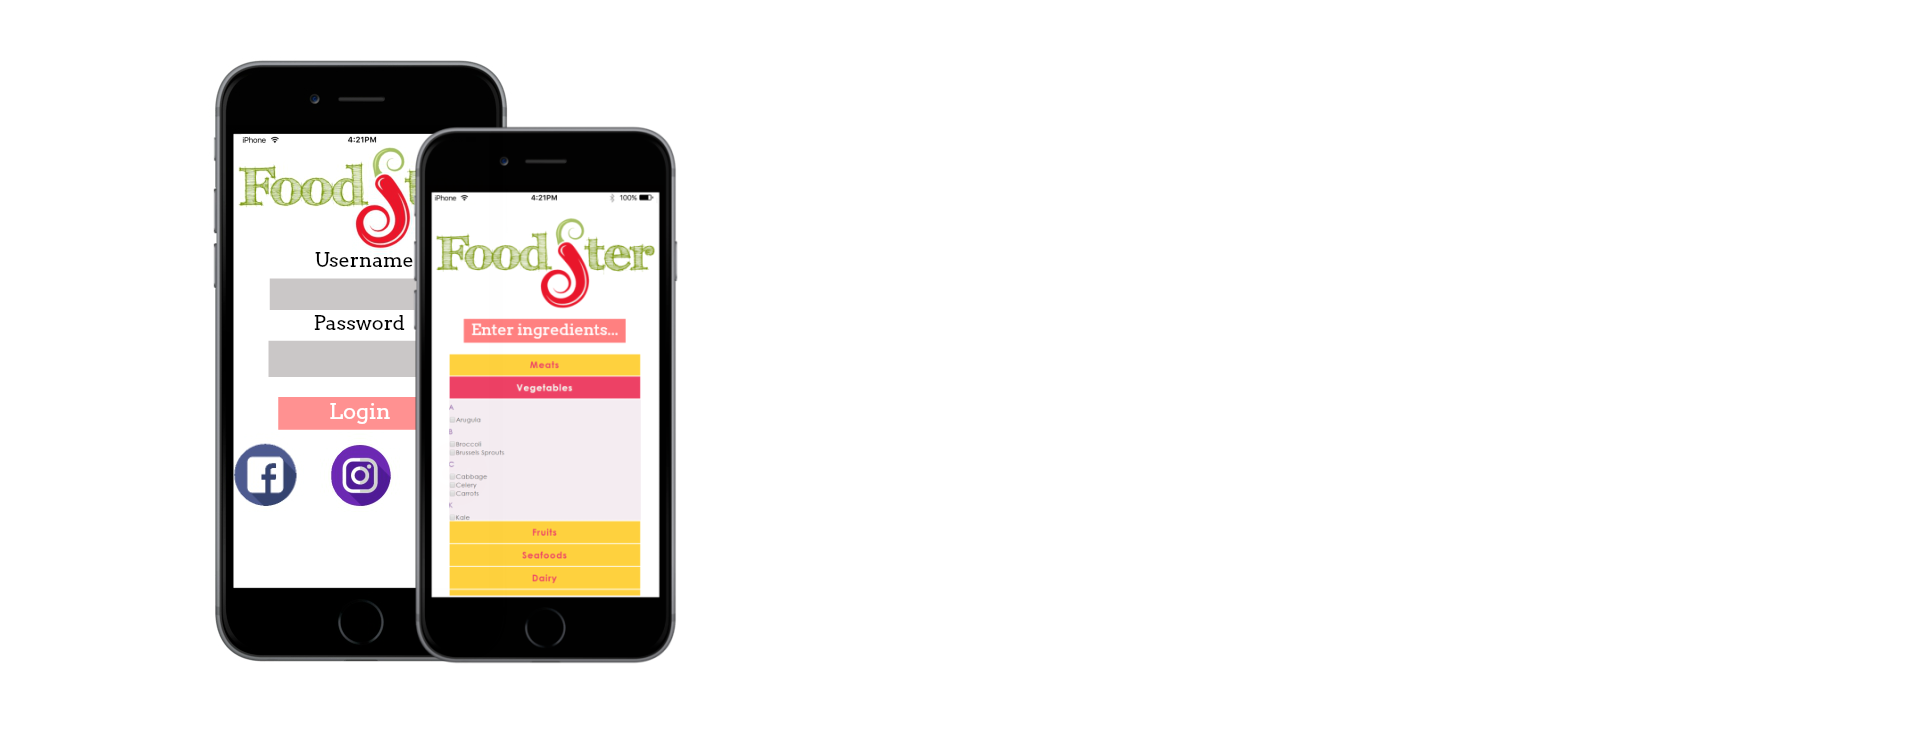 iPhone 4:21PM
Foodster
Username
Password
Login
iPhone 4:21PM 100%
Foodster
Enter ingredients...
Meats
Vegetables
A
Arugula
B
Broccoli
Brussels Sprouts
C
Cabbage
Celery
Carrots
K
Kale
Fruits
Seafoods
Dairy